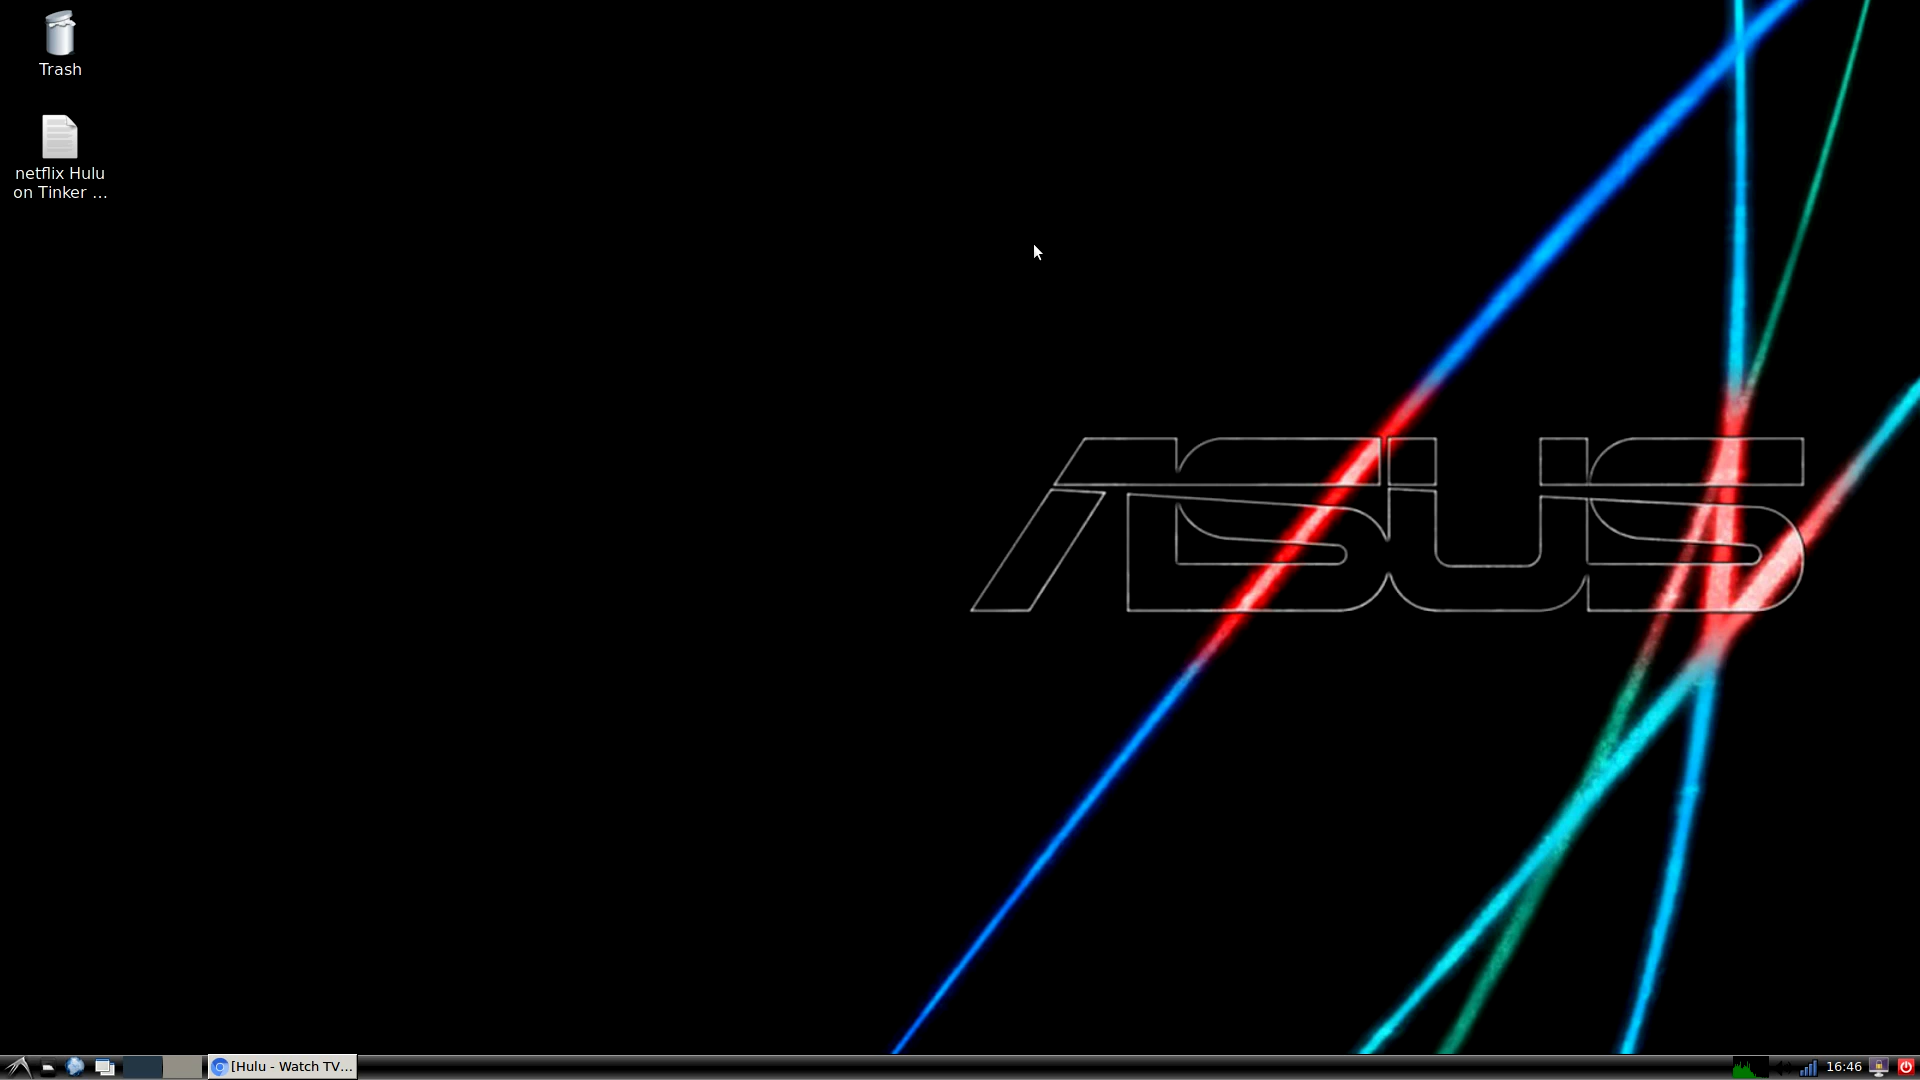 Trash
netflix Hulu
on Tinker ...
ASUS
[Hulu - Watch TV...
16:46